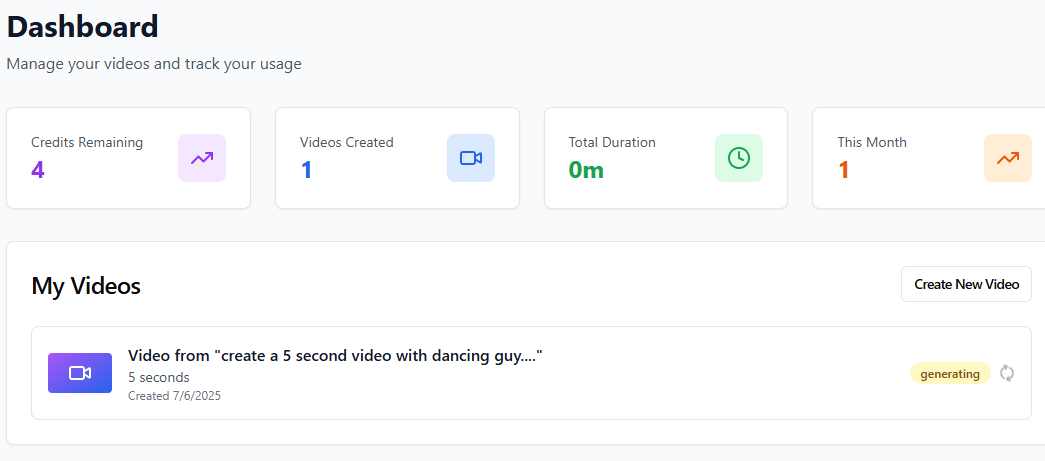 Dashboard
Manage your videos and track your usage
Credits Remaining
4
Videos Created
1
Total Duration
0m
This Month
1
My Videos
Create New Video
Video from "create a 5 second video with dancing guy...."
5 seconds
Created 7/6/2025
generating